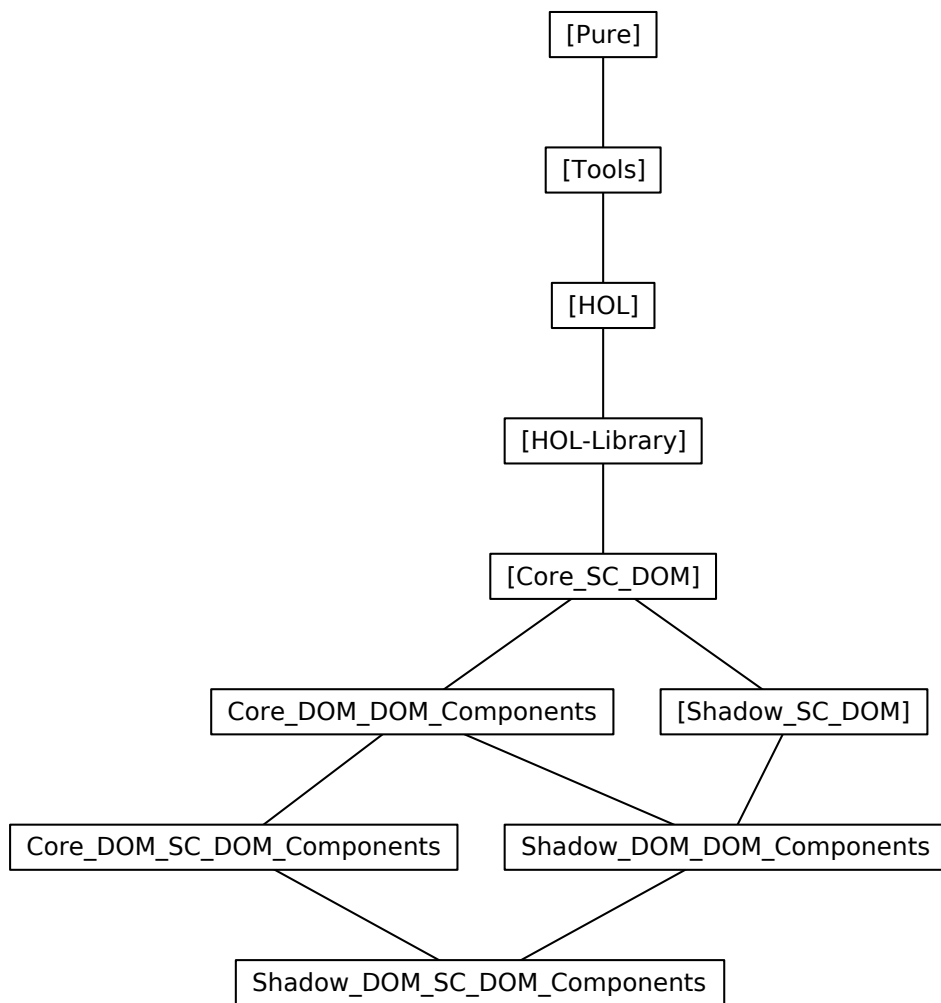 [Pure]
[Tools]
[HOL]
[HOL-Library]
[Core_SC_DOM]
Core_DOM_DOM_Components
[Shadow_SC_DOM]
Core_DOM_SC_DOM_Components
Shadow_DOM_DOM_Components
Shadow_DOM_SC_DOM_Components